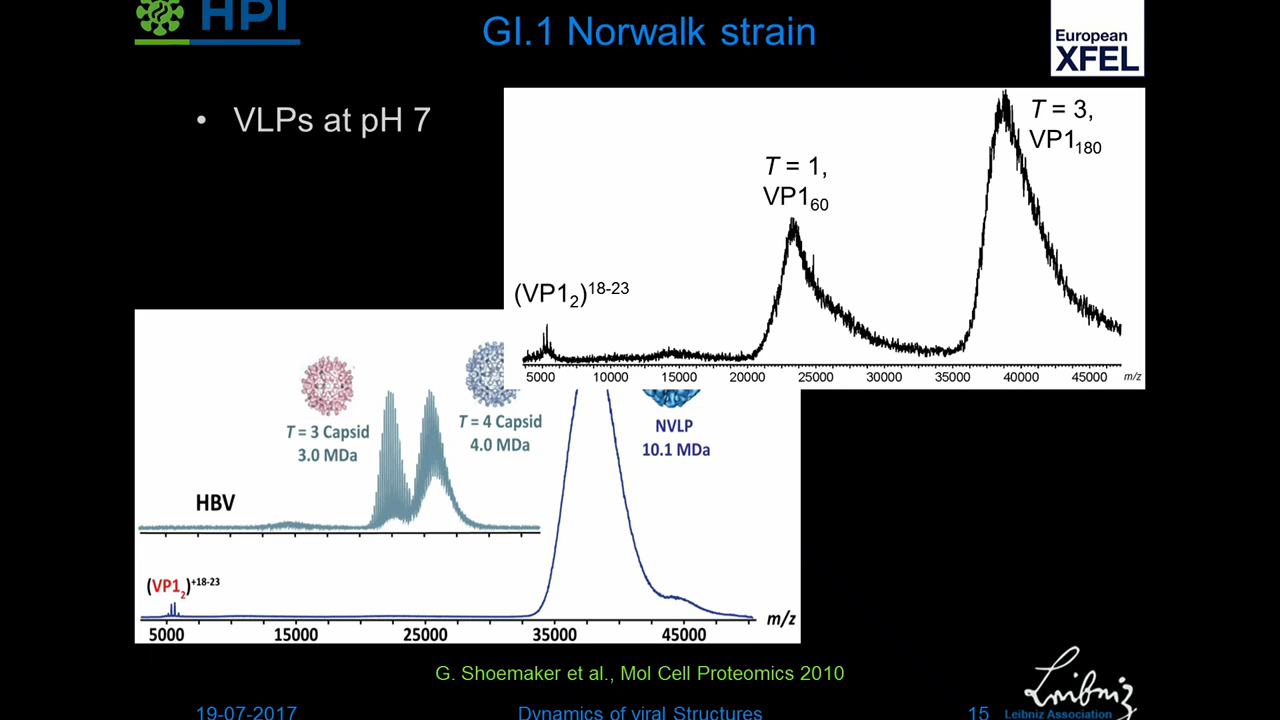 HPI
GI.1 Norwalk strain
European
XFEL
• VLPs at pH 7
T = 3,
VP1180
T = 1,
VP160
(VP12)18-23
5000 10000 15000 20000 25000 30000 35000 40000 45000 m/z
T = 3 Capsid
3.0 MDa
T = 4 Capsid
4.0 MDa
NVLP
10.1 MDa
HBV
(VP12)+18-23
m/z
5000 15000 25000 35000 45000
G. Shoemaker et al., Mol Cell Proteomics 2010
Leibniz
Leibniz Association
19-07-2017 Dynamics of viral Structures 15